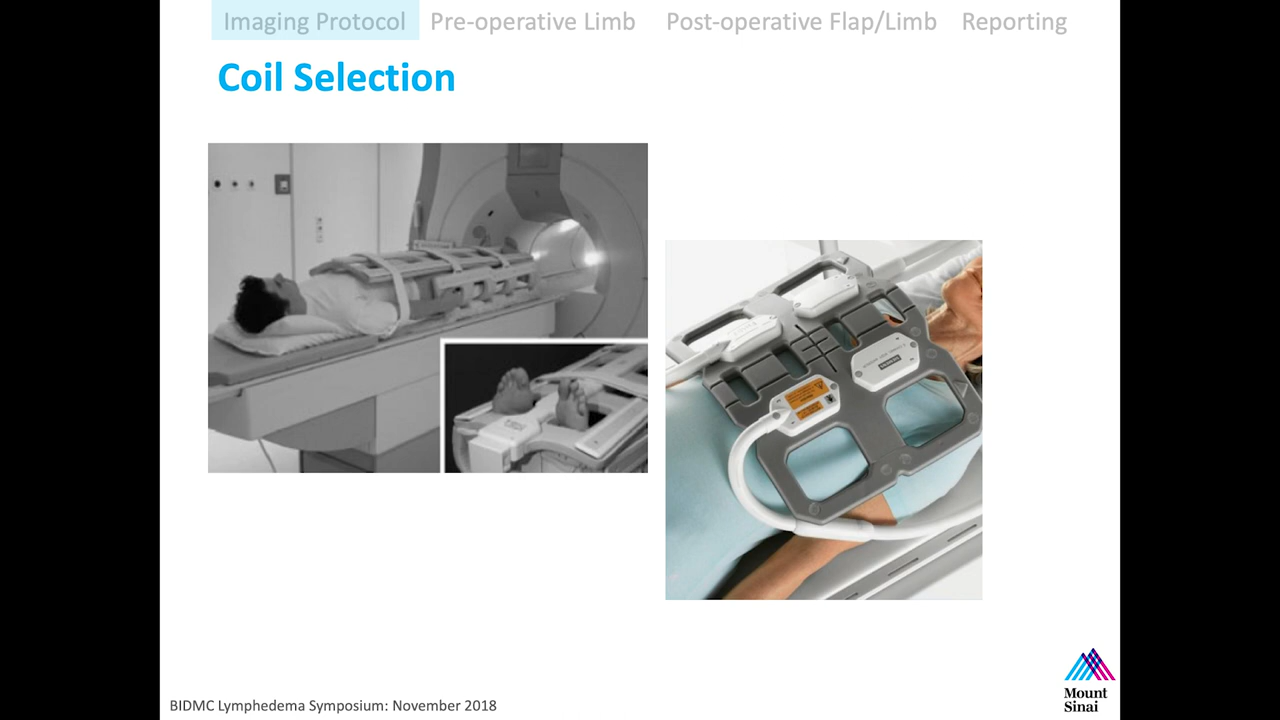 Imaging Protocol Pre-operative Limb Post-operative Flap/Limb Reporting
Coil Selection
BIDMC Lymphedema Symposium: November 2018
Mount
Sinai